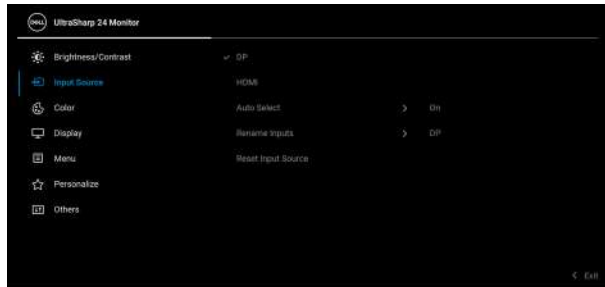 DELL UltraSharp 24 Monitor
Brightness/Contrast
✓ DP
Input Source
HDMI
Color
Auto Select > On
Display
Rename Inputs > DP
Menu
Reset Input Source
Personalize
Others
< Exit